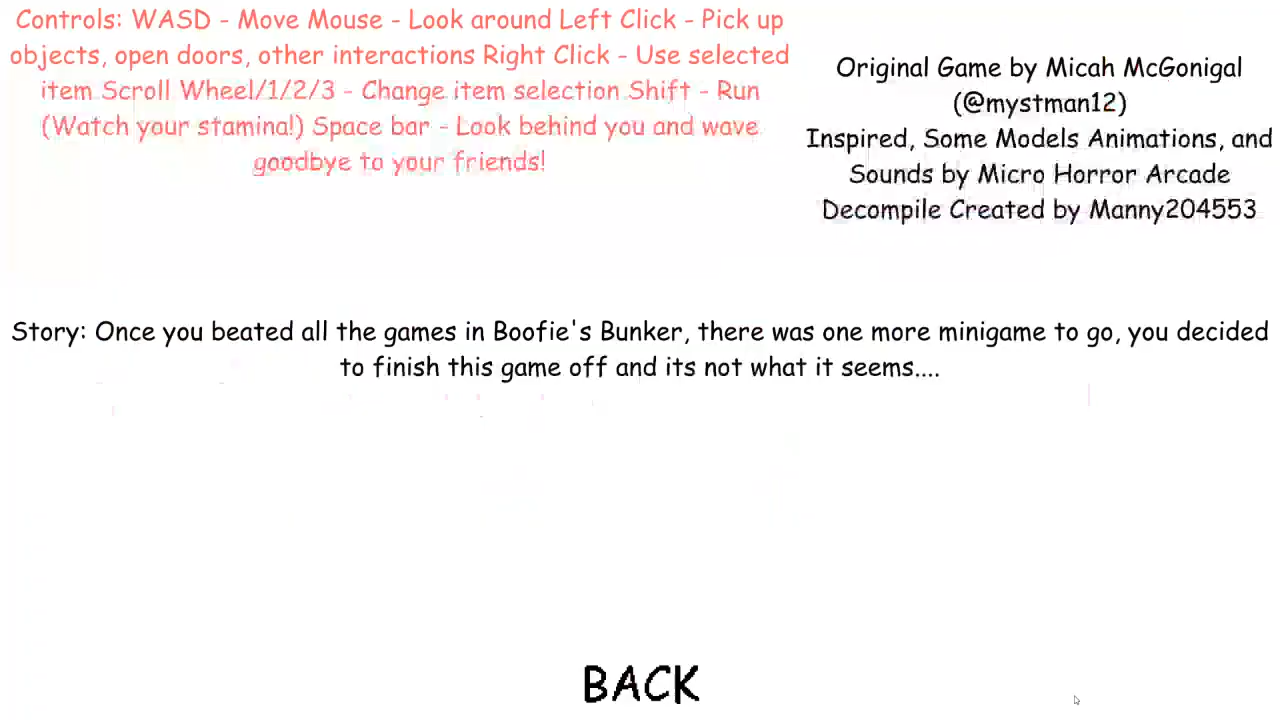 Controls: WASD - Move Mouse - Look around Left Click - Pick up
objects, open doors, other interactions Right Click - Use selected
item Scroll Wheel/1/2/3 - Change item selection Shift - Run
(Watch your stamina!) Space bar - Look behind you and wave
goodbye to your friends!
Original Game by Micah McGonigal
(@mystman12)
Inspired, Some Models Animations, and
Sounds by Micro Horror Arcade
Decompile Created by Manny204553
Story: Once you beated all the games in Boofie's Bunker, there was one more minigame to go, you decided
to finish this game off and its not what it seems....
BACK